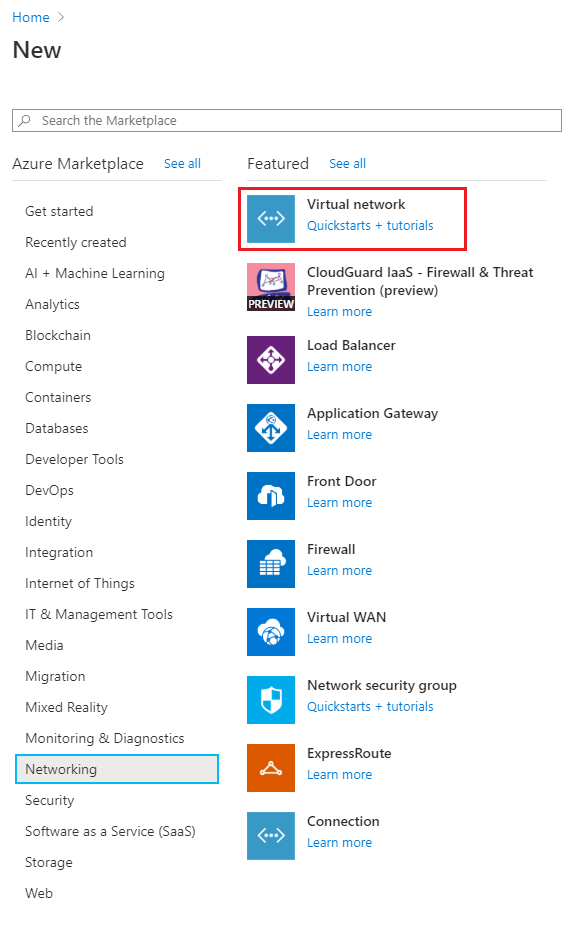 Home >
New
Search the Marketplace
Azure Marketplace See all
Get started
Recently created
AI + Machine Learning
Analytics
Blockchain
Compute
Containers
Databases
Developer Tools
DevOps
Identity
Integration
Internet of Things
IT & Management Tools
Media
Migration
Mixed Reality
Monitoring & Diagnostics
Networking
Security
Software as a Service (SaaS)
Storage
Web
Featured See all
Virtual network
Quickstarts + tutorials
PREVIEW
CloudGuard IaaS - Firewall & Threat
Prevention (preview)
Learn more
Load Balancer
Learn more
Application Gateway
Learn more
Front Door
Learn more
Firewall
Learn more
Virtual WAN
Learn more
Network security group
Quickstarts + tutorials
ExpressRoute
Learn more
Connection
Learn more